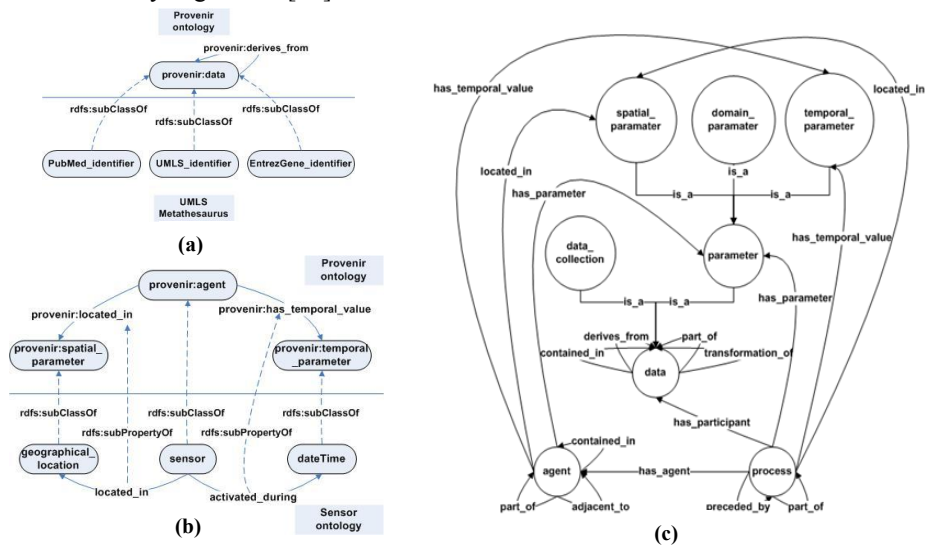 Provenir
ontology
provenir:derives_from
provenir:data
rdfs:subClassOf
rdfs:subClassOf
rdfs:subClassOf
PubMed_identifier
UMLS_identifier
EntrezGene_identifier
UMLS
Metathesaurus
(a)
Provenir
ontology
provenir:agent
provenir:located_in
provenir:has_temporal_value
provenir:spatial_
parameter
provenir:temporal
_parameter
rdfs:subClassOf
rdfs:subClassOf
rdfs:subClassOf
rdfs:subPropertyOf
rdfs:subPropertyOf
geographical_
location
sensor
dateTime
located_in
activated_during
(b)
Sensor
ontology
has_temporal_value
located_in
spatial_
paramater
domain_
paramater
temporal_
parameter
located_in
is_a
has_parameter
is_a
is_a
has_temporal_value
data_
collection
parameter
has_parameter
is_a
is_a
derives_from
part_of
contained_in
transformation_of
data
has_participant
contained_in
agent
has_agent
process
part_of
adjacent_to
preceded_by
part_of
(c)